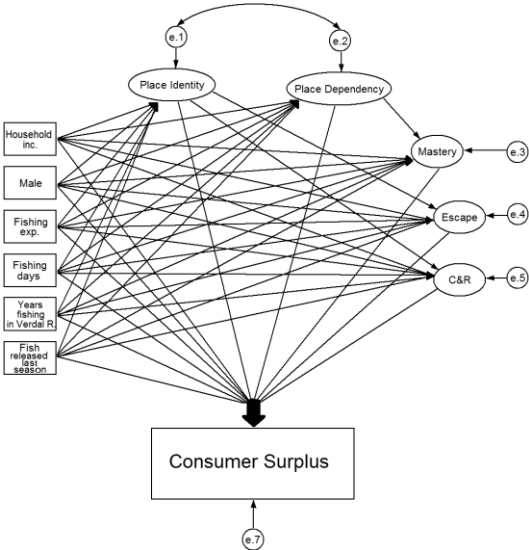 e.1
e.2
Place Identity
Place Dependency
Household
inc.
Mastery
e.3
Male
Fishing
exp.
Escape
e.4
Fishing
days
C&R
e.5
Years
fishing
in Verdal R.
Fish
released
last
season
Consumer Surplus
e.7